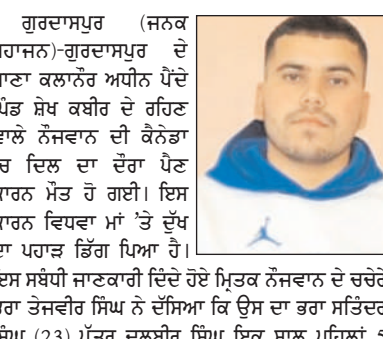 ਗੁਰਦਾਸਪੁਰ (ਜਨਕ
ਮਹਾਜਨ)-ਗੁਰਦਾਸਪੁਰ ਦੇ
ਥਾਣਾ ਕਲਾਨੌਰ ਅਧੀਨ ਪੈਂਦੇ
ਪਿੰਡ ਸ਼ੇਖ ਕਬੀਰ ਦੇ ਰਹਿਣ
ਵਾਲੇ ਨੌਜਵਾਨ ਦੀ ਕੈਨੇਡਾ
ਚ ਦਿਲ ਦਾ ਦੌਰਾ ਪੈਣ
ਕਾਰਨ ਮੌਤ ਹੋ ਗਈ। ਇਸ
ਕਾਰਨ ਵਿਧਵਾ ਮਾਂ 'ਤੇ ਦੁੱਖ
ਦਾ ਪਹਾੜ ਡਿੱਗ ਪਿਆ ਹੈ।
ਇਸ ਸਬੰਧੀ ਜਾਣਕਾਰੀ ਦਿੰਦੇ ਹੋਏ ਮ੍ਰਿਤਕ ਨੌਜਵਾਨ ਦੇ ਚਚੇਰੇ
ਭਰਾ ਤੇਜਵੀਰ ਸਿੰਘ ਨੇ ਦੱਸਿਆ ਕਿ ਉਸ ਦਾ ਭਰਾ ਸਤਿੰਦਰ
ਸਿੰਘ (23) ਪੁੱਤਰ ਦਲਬੀਰ ਸਿੰਘ ਇਕ ਸਾਲ ਪਹਿਲਾਂ